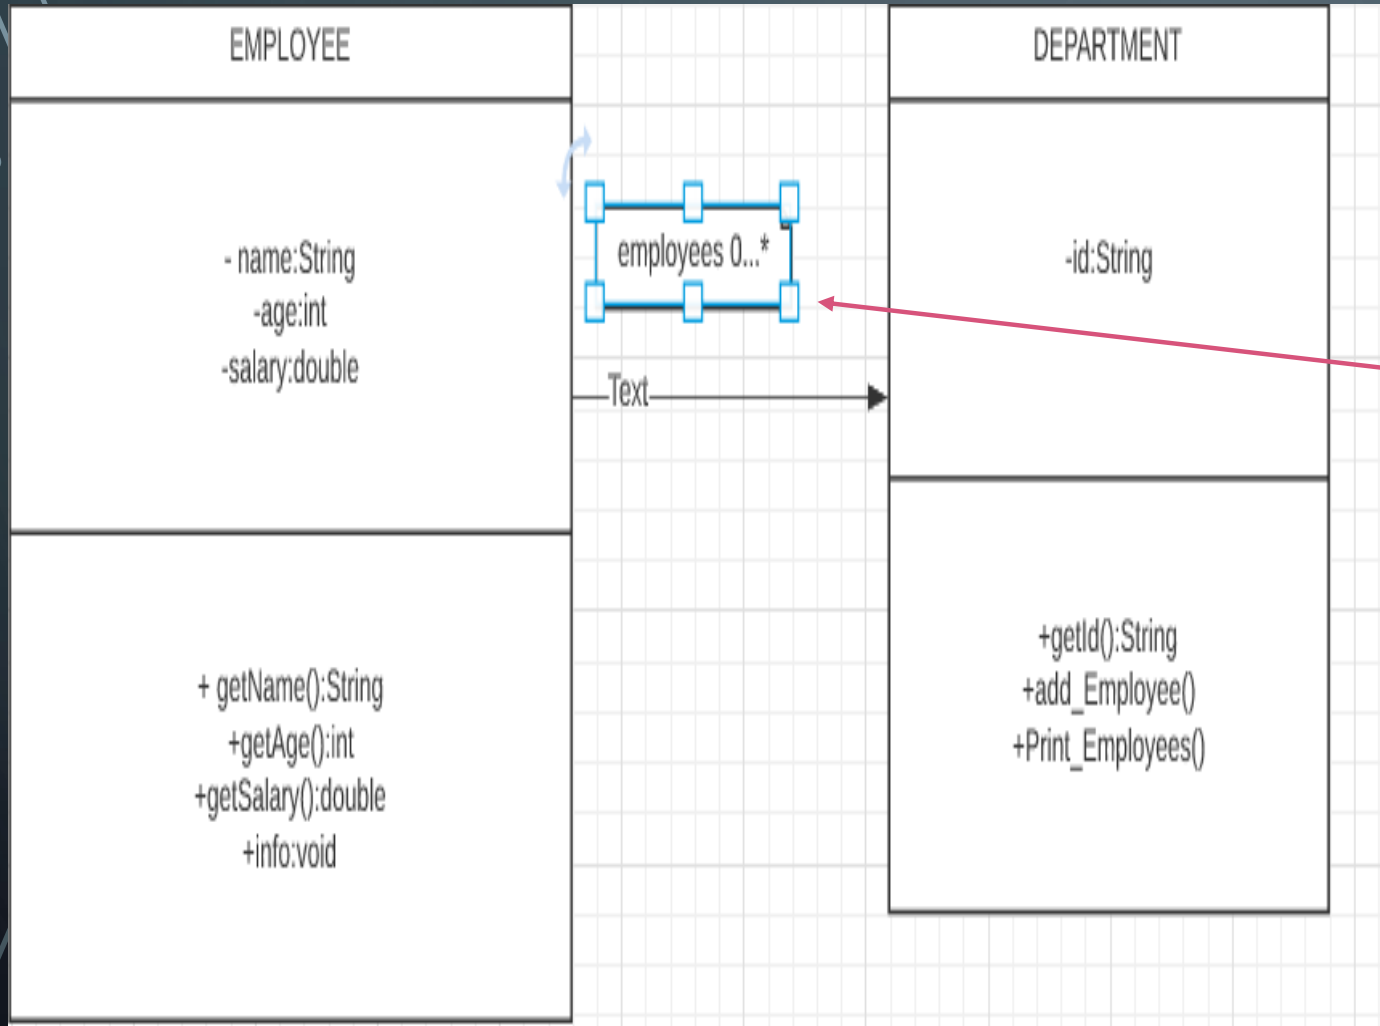 EMPLOYEE
- name:String
-age:int
-salary:double
+ getName():String
+getAge():int
+getSalary():double
+info:void
employees 0...*
Text
DEPARTMENT
-id:String
+getId():String
+add_Employee()
+Print_Employees()